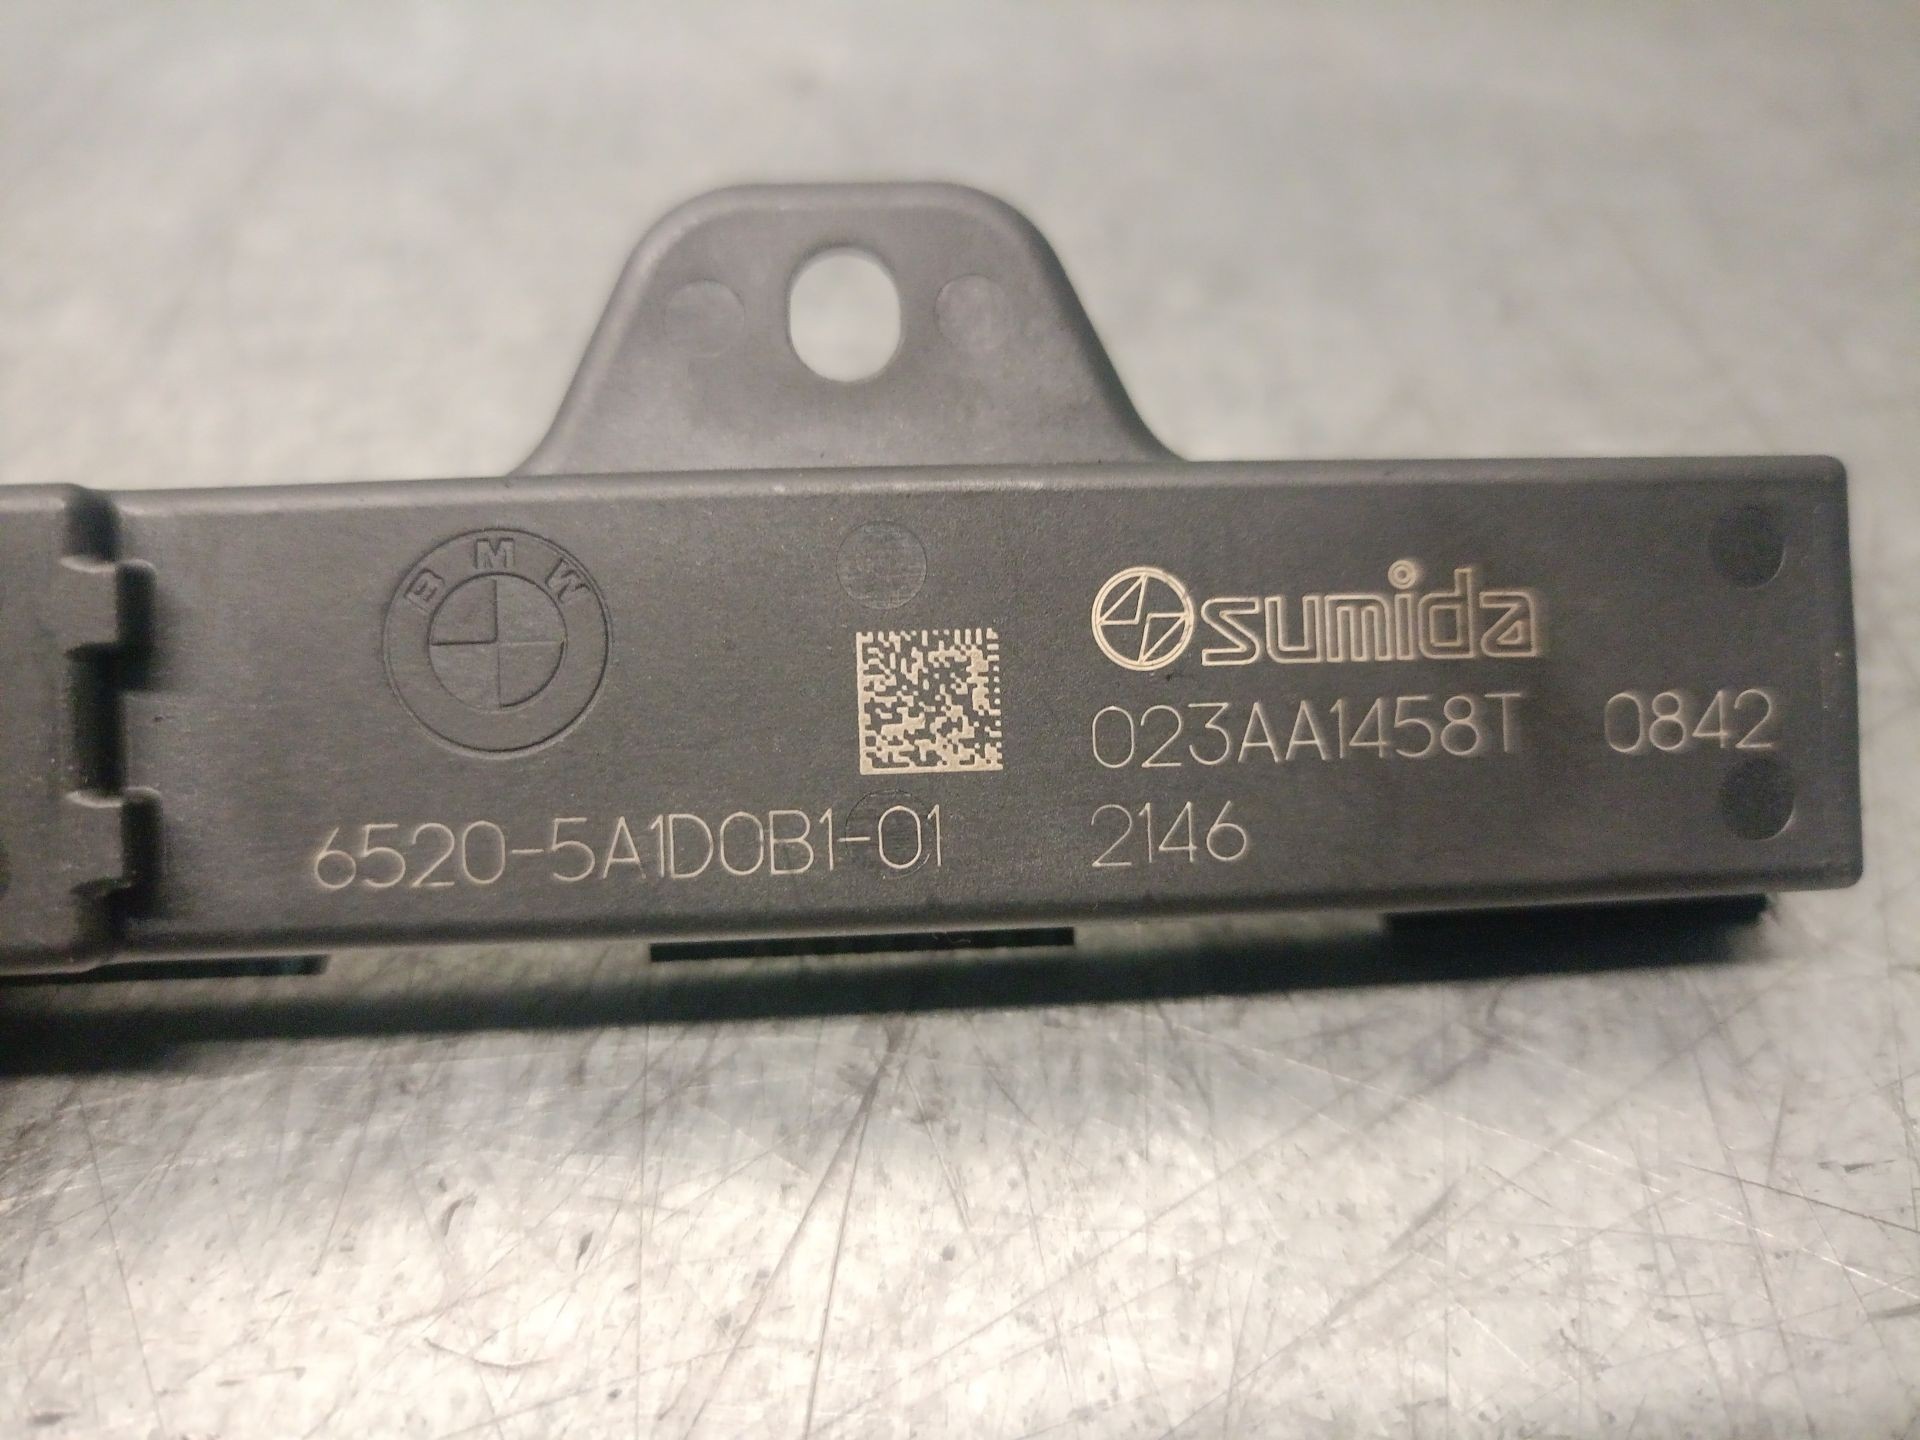 BMW
sumida
023AA1458T 0842
6520-5A1D0B1-01 2146